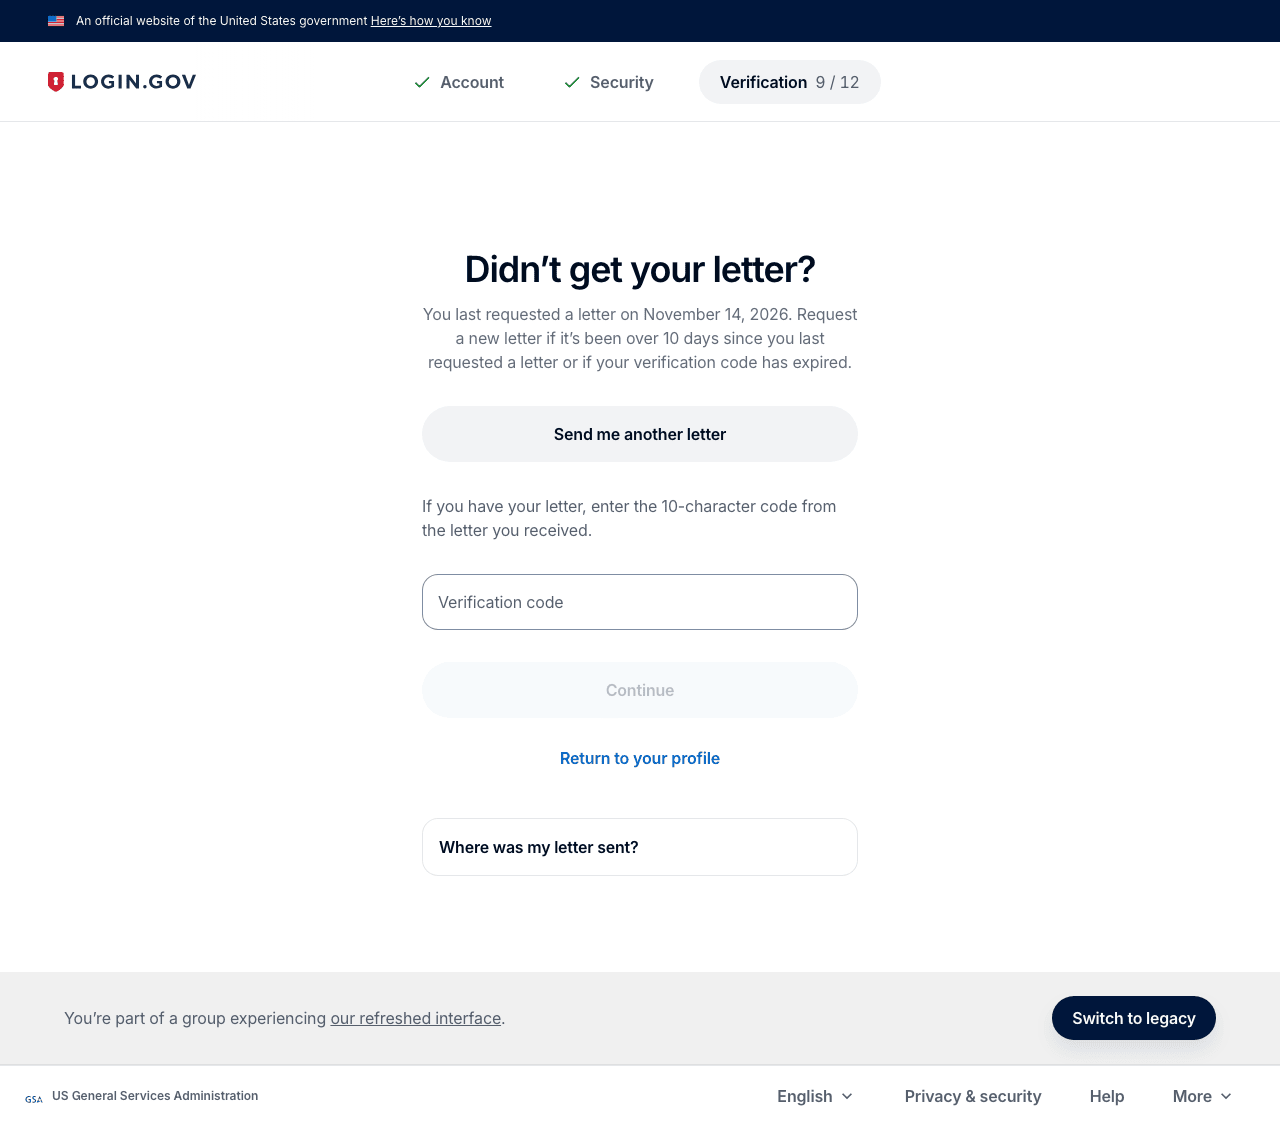 An official website of the United States government Here’s how you know
LOGIN.GOV
Account
Security
Verification 9 / 12
Didn’t get your letter?
You last requested a letter on November 14, 2026. Request
a new letter if it’s been over 10 days since you last
requested a letter or if your verification code has expired.
Send me another letter
If you have your letter, enter the 10-character code from
the letter you received.
Verification code
Continue
Return to your profile
Where was my letter sent?
You’re part of a group experiencing our refreshed interface.
Switch to legacy
GSA US General Services Administration
English
Privacy & security
Help
More